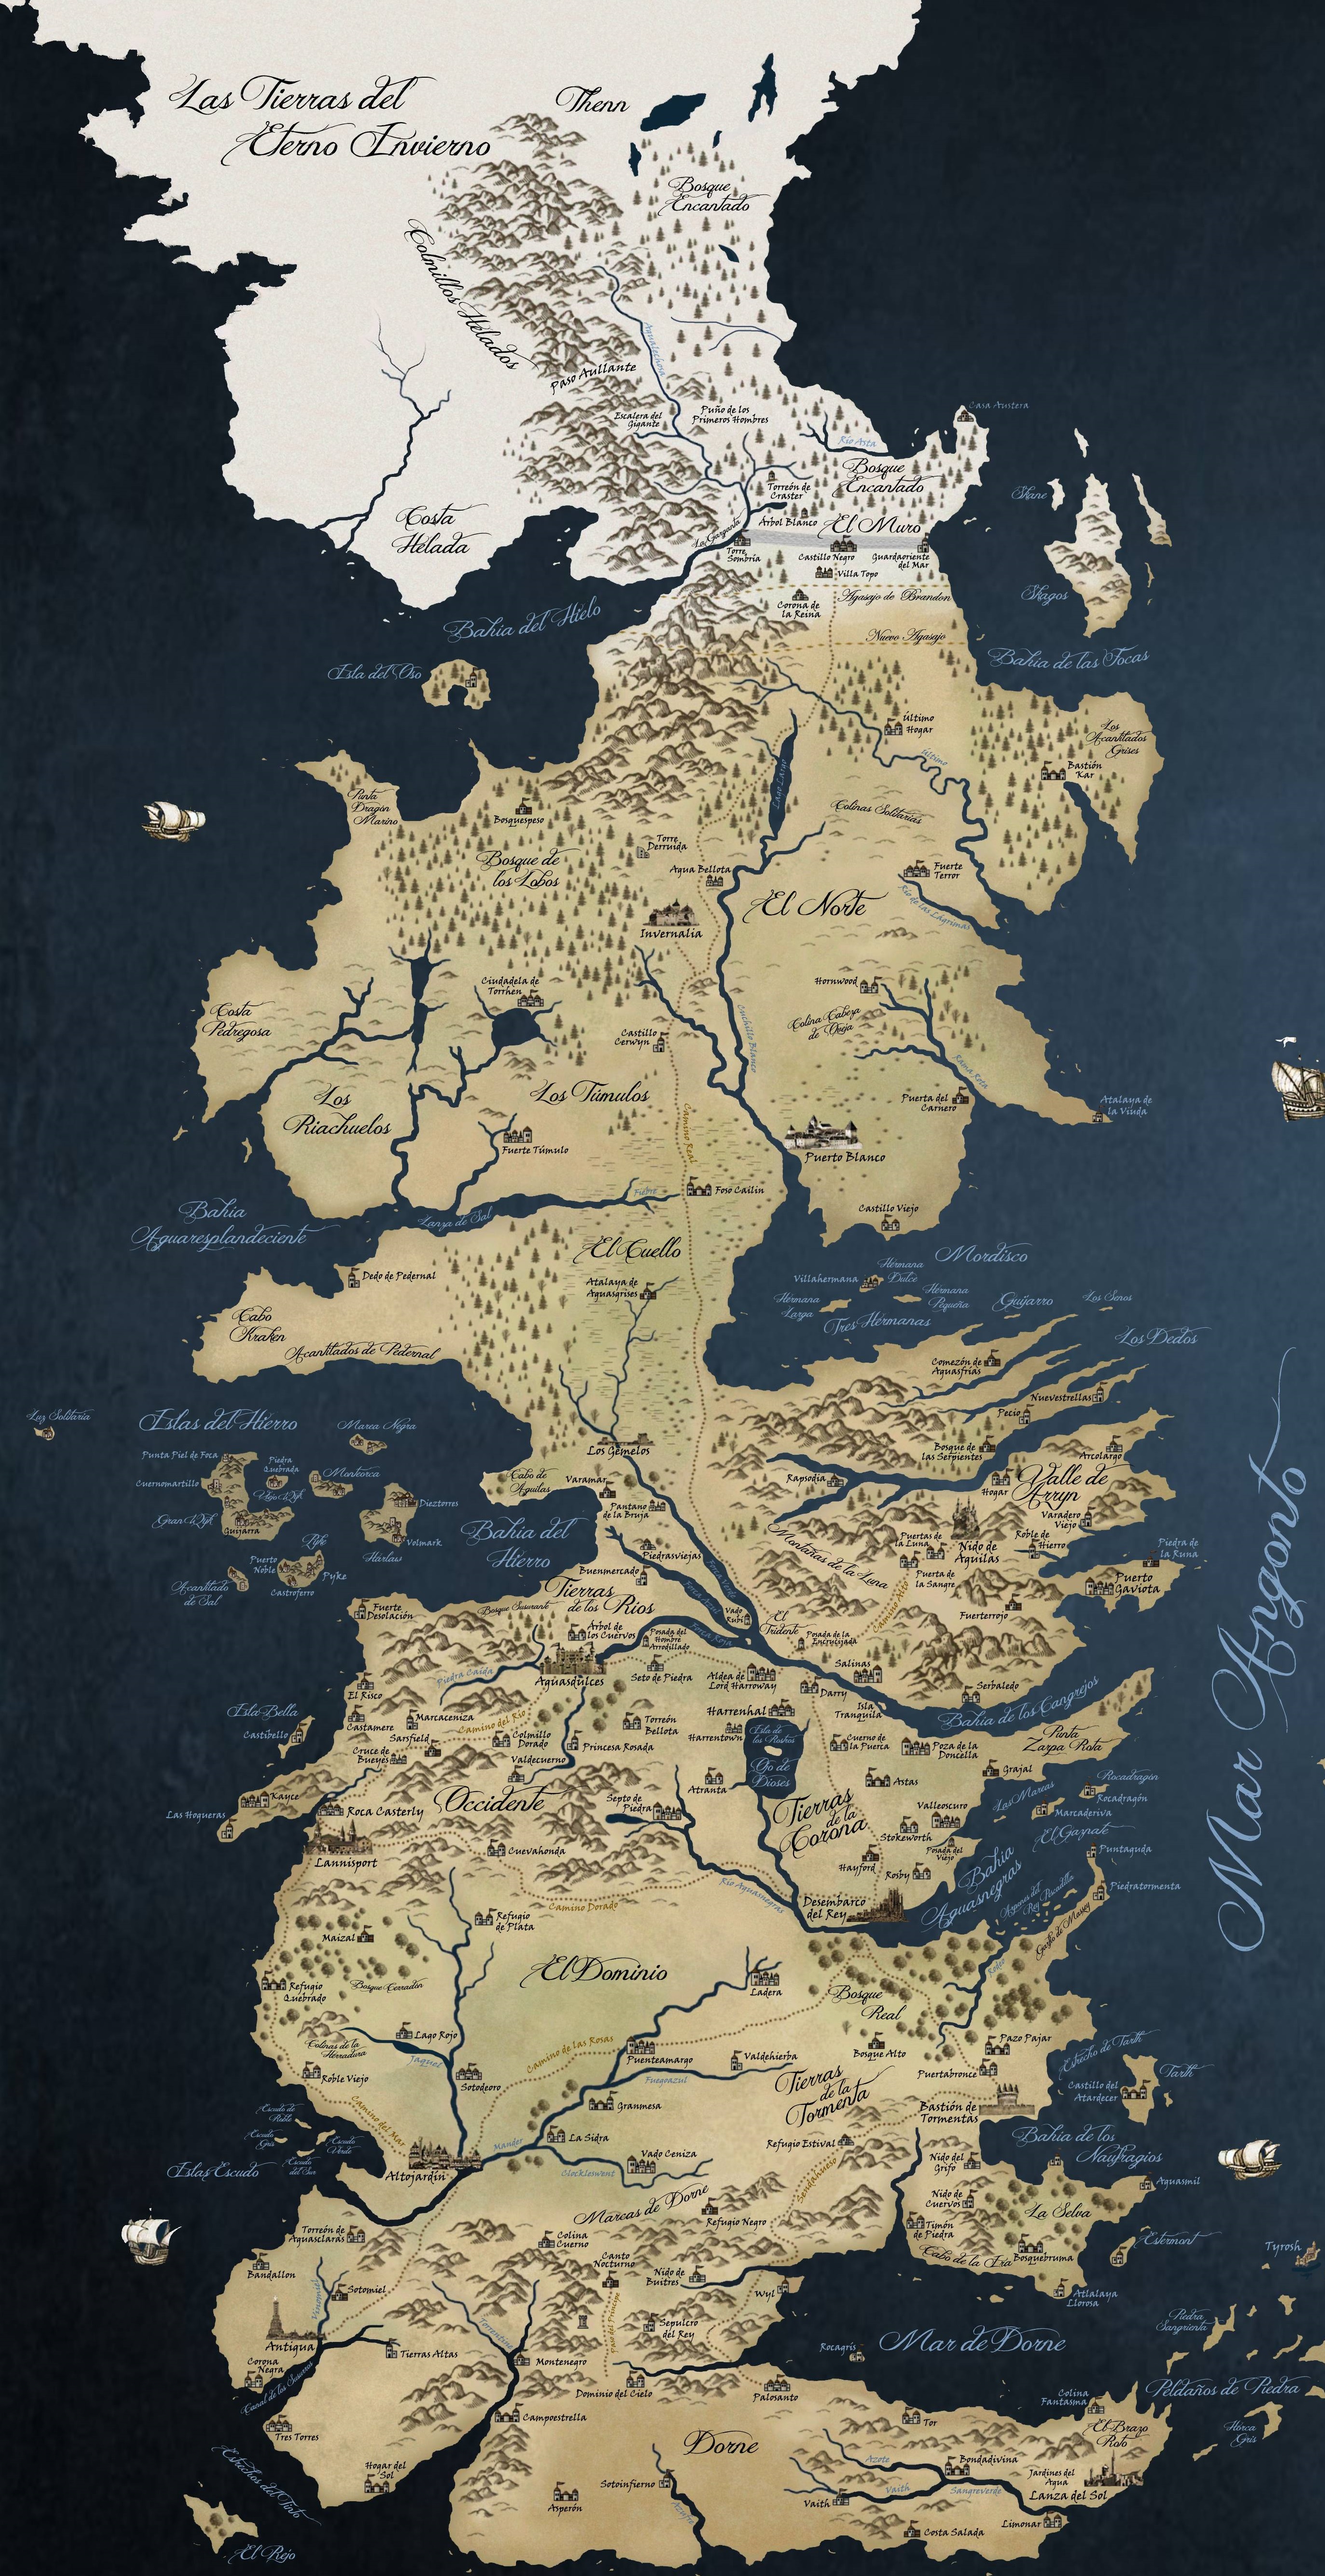 Las Tierras del
Eterno Invierno
Thenn
Bosque
Encantado
Colmillos Helados
Agualechosa
Paso Aullante
Escalera del
Gigante
Puño de los
Primeros Hombres
Casa Austera
Río Asta
Bosque
Encantado
Torreón de
Craster
Skane
Costa
Helada
Árbol Blanco
El Muro
La Garganta
Torre
Sombría
Castillo Negro
Guardaoriente
del Mar
Villa Topo
Corona de
la Reina
Agasajo de Brandon
Skagos
Bahia del Hielo
Nuevo Agasajo
Bahia de las Focas
Isla del Oso
Último
Hogar
Los
Acantilados
Grises
Bastión
Kar
Último
Lago Largo
Punta
Dragón
Marino
Bosquespeso
Colinas Solitarias
Torre
Derruida
Bosque de
los Lobos
Agua Bellota
Fuerte
Terror
Río de las Lágrimas
El Norte
Invernalia
Ciudadela de
Torrhen
Hornwood
Costa
Pedregosa
Colina Cabeza
de Oveja
Castillo
Cerwyn
Cuchillo Blanco
Rama Rota
Los
Riachuelos
Los Túmulos
Puerta del
Carnero
Atalaya de
la Viuda
Camino Real
Fuerte Túmulo
Puerto Blanco
Fiebre
Foso Cailin
Bahia
Aguaresplandeciente
Lanza de Sal
Castillo Viejo
El Cuello
Mordisco
Dedo de Pedernal
Atalaya de
Aguasgrises
Villahermana
Hermana
Dulce
Hermana
Larga
Hermana
Pequeña
Guijarro
Los Senos
Tres Hermanas
Los Dedos
Cabo
Kraken
Acantilados de Pedernal
Comezón de
Aguasfrías
Nuevestrellas
Pecio
Luz Solitaria
Islas del Hierro
Marea Negra
Los Gemelos
Bosque de
las Serpientes
Arcolargo
Punta Piel de Foca
Piedra
Quebrada
Monteorca
Cuernomartillo
Viejo Wyk
Cabo de
Águilas
Varamar
Rapsodia
Hogar
Valle de
Arryn
Dieztorres
Gran Wyk
Guijarra
Pantano
de la Bruja
Varadero
Viejo
Bahia del
Hierro
Montañas de la Luna
Puertas de
la Luna
Nido de
Águilas
Roble de
Hierro
Pyke
Volmark
Harlaw
Puerto
Noble
Pyke
Castroferro
Acantilado
de Sal
Piedrasviejas
Buenmercado
Puerta de
la Sangre
Piedra de
la Runa
Puerto
Gaviota
Tierras
de los Ríos
Forca Verde
Forca Azul
Camino Alto
Fuerterrojo
Fuerte
Desolación
Bosque Susurrante
Vado
Rubí
El
Tridente
Árbol de
los Cuervos
Posada del
Hombre
Arrodillado
Forca Roja
Posada de la
Encrucijada
Piedra Caída
Aguasdulces
Seto de Piedra
Aldea de
Lord Harroway
Salinas
Darry
Serbaledo
El Risco
Isla Bella
Castibello
Castamere
Marcaceniza
Camino del Río
Sarsfield
Cruce de
Bueyes
Colmillo
Dorado
Valdecuerno
Torreón
Bellota
Princesa Rosada
Harrenhal
Harrentown
Isla de
los Rostros
Ojo de
Dioses
Isla
Tranquila
Bahia de los Cangrejos
Cuerno de
la Puerca
Poza de la
Doncella
Punta
Zarpa Rota
Grajal
Kayce
Roca Casterly
Occidente
Septo de
Piedra
Atranta
Astas
Las Hogueras
Tierras
de la
Corona
Valleoscuro
Las Mareas
Rocadragón
Rocadragón
Marcaderiva
Stokeworth
El Gaznate
Posada del
Viejo
Lannisport
Cuevahonda
Hayford
Rosby
Puntaguda
Bahia
Aguasnegras
Piedratormenta
Río Aguasnegras
Desembarco
del Rey
Arpones del
Rey Pescadilla
Garfio de Massey
Camino Dorado
Refugio
de Plata
Maizal
Rodeo
El Dominio
Ladera
Bosque
Real
Refugio
Quebrado
Bosque Cerrado
Lago Rojo
Colinas de la
Herradura
Jaquel
Camino de las Rosas
Puenteamargo
Bosque Alto
Pazo Pajar
Estrecho de Tarth
Valdehierba
Fuegoazul
Roble Viejo
Sotodeoro
Tierras
de la
Tormenta
Puertabronce
Tarth
Castillo del
Atardecer
Granmesa
Bastión de
Tormentas
Escudo de
Roble
Camino del Mar
Escudo
Gris
Escudo
Verde
Escudo
del Sur
Islas Escudo
La Sidra
Mander
Refugio Estival
Bahia de los
Naufragios
Altojardín
Vado Ceniza
Cockleswent
Sendahueso
Nido del
Grifo
Aguasmil
Marcas de Dorne
Refugio Negro
Nido de
Cuervos
La Selva
Torreón de
Aguasclaras
Colina
Cuerno
Timón
de Piedra
Estermont
Tyrosh
Canto
Nocturno
Cabo de la Ira
Bosquebruma
Bandallon
Nido de
Buitres
Wyl
Atlalaya
Llorosa
Sotomiel
Vinomiel
Paso del Príncipe
Piedra
Sangrienta
Antigua
Torrentine
Sepulcro
del Rey
Mar de Dorne
Rocagrís
Tierras Altas
Montenegro
Corona
Negra
Canal de los Susurros
Dominio del Cielo
Palosanto
Peldaños de Piedra
Colina
Fantasma
Campoestrella
Tor
El Brazo
Roto
Horca
Gris
Tres Torres
Dorne
Azote
Bondadivina
Hogar del
Sol
Sotoinfierno
Jardines del
Agua
Lanza del Sol
Vaith
Vaith
Sangreverde
Estrechos del Tinto
Asperón
Azufre
Limonar
Costa Salada
El Rejo
Mar Angosto